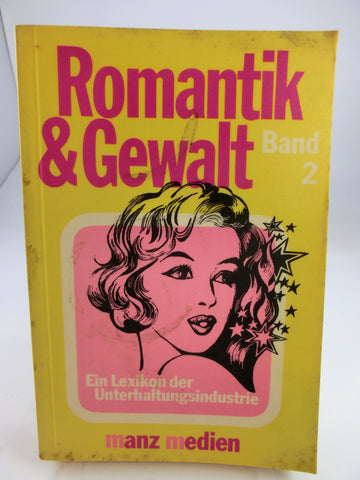 Romantik
&Gewalt Band
2
Ein Lexikon der
Unterhaltungsindustrie
manz medien